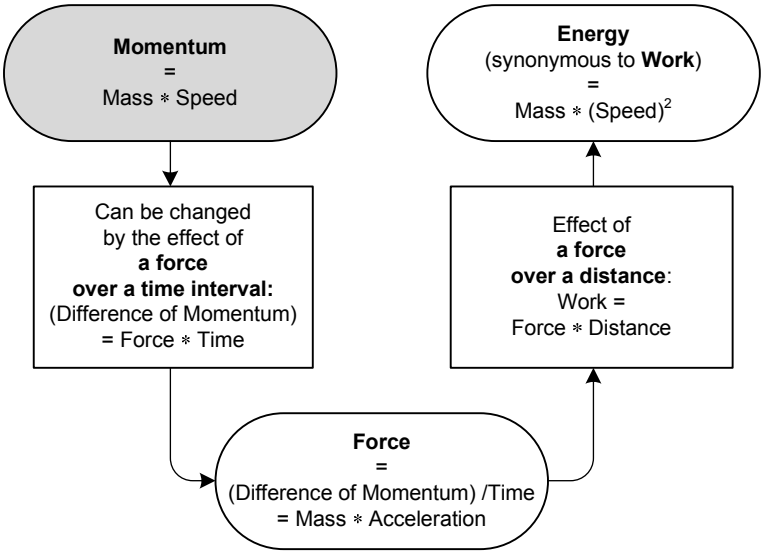 Momentum
=
Mass ∗ Speed
Can be changed
by the effect of
a force
over a time interval:
(Difference of Momentum)
= Force ∗ Time
Force
=
(Difference of Momentum) /Time
= Mass ∗ Acceleration
Effect of
a force
over a distance:
Work =
Force ∗ Distance
Energy
(synonymous to Work)
=
Mass ∗ (Speed)²